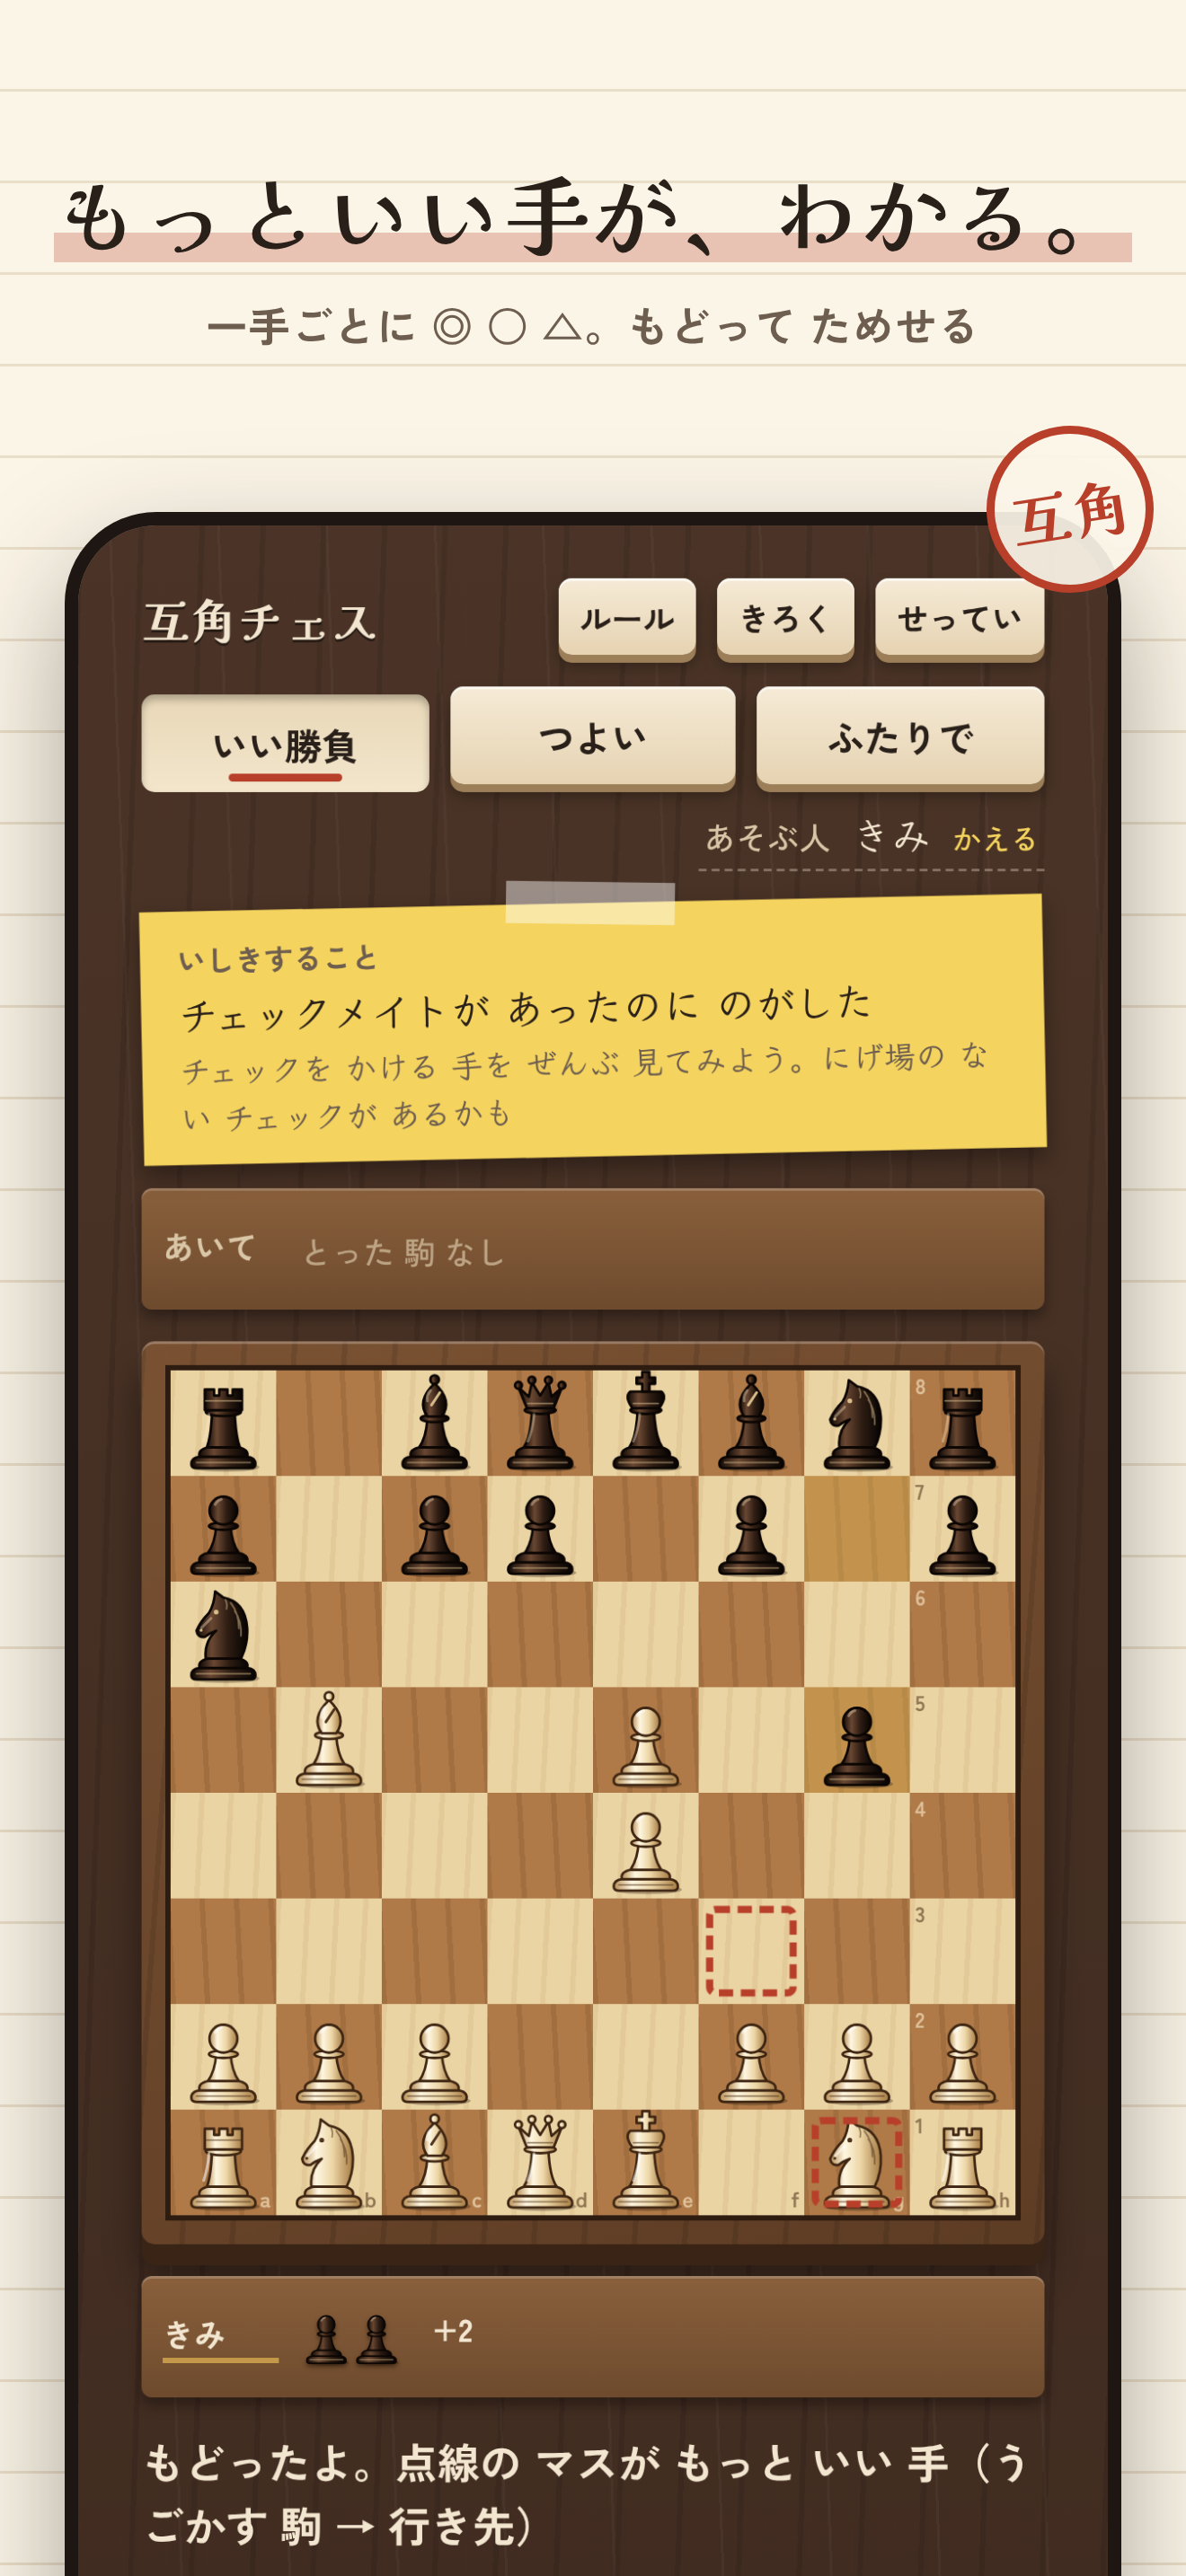 もっといい手が、わかる。
一手ごとに ◎ ○ △。もどって ためせる
互角
互角チェス
ルール
きろく
せってい
いい勝負
つよい
ふたりで
あそぶ人 きみ かえる
いしきすること
チェックメイトが あったのに のがした
チェックを かける 手を ぜんぶ 見てみよう。にげ場の な
い チェックが あるかも
あいて とった 駒 なし
8
7
6
5
4
3
2
1
a b c d e f g h
きみ +2
もどったよ。点線の マスが もっと いい 手（う
ごかす 駒 → 行き先）